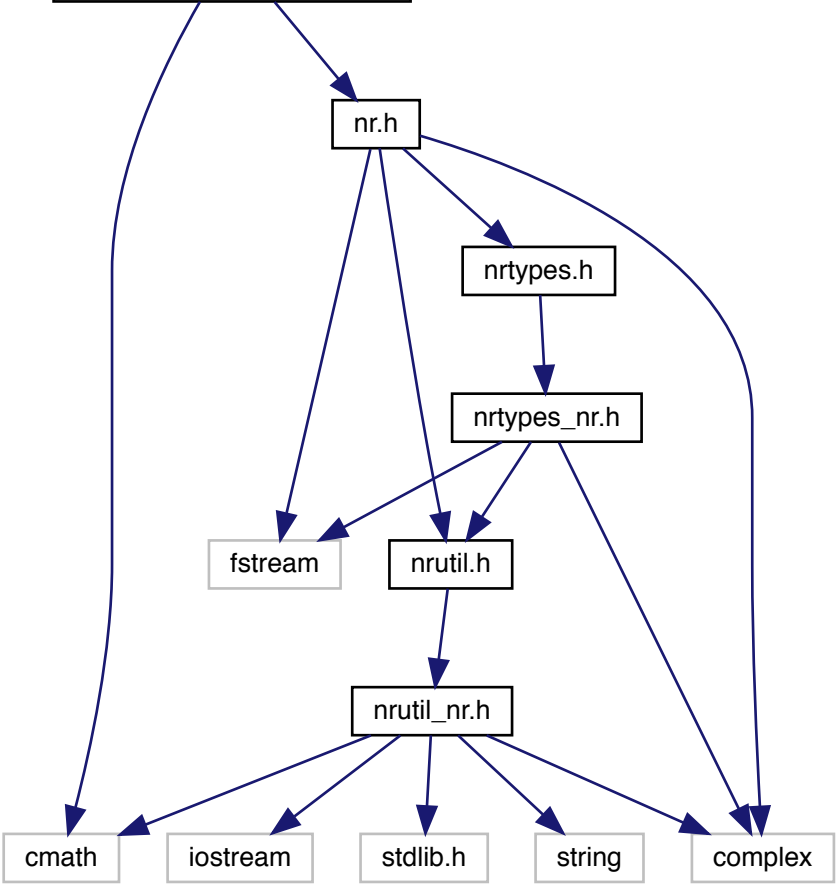 nr.h
nrtypes.h
nrtypes_nr.h
fstream
nrutil.h
nrutil_nr.h
cmath
iostream
stdlib.h
string
complex